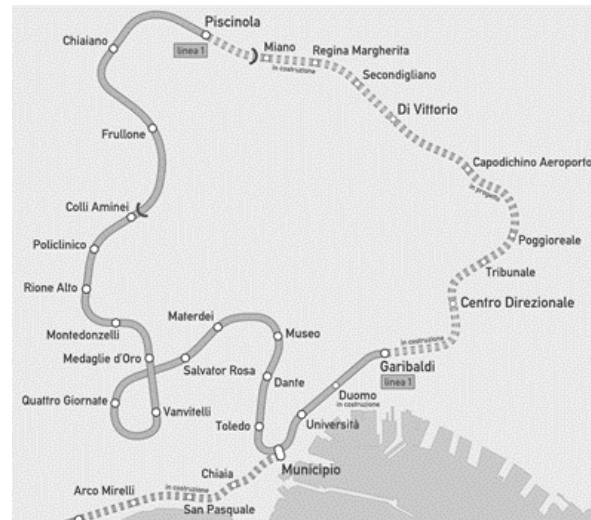 Piscinola
Chiaiano
linea 1
Miano
Regina Margherita
in costruzione
Secondigliano
Di Vittorio
Frullone
Capodichino Aeroporto
in progetto
Colli Aminei
Poggioreale
Policlinico
Tribunale
Rione Alto
Centro Direzionale
Materdei
Montedonzelli
Museo
in costruzione
Medaglie d'Oro
Salvator Rosa
Garibaldi
linea 1
Dante
Duomo
in costruzione
Quattro Giornate
Vanvitelli
Università
Toledo
Municipio
Chiaia
in costruzione
Arco Mirelli
San Pasquale